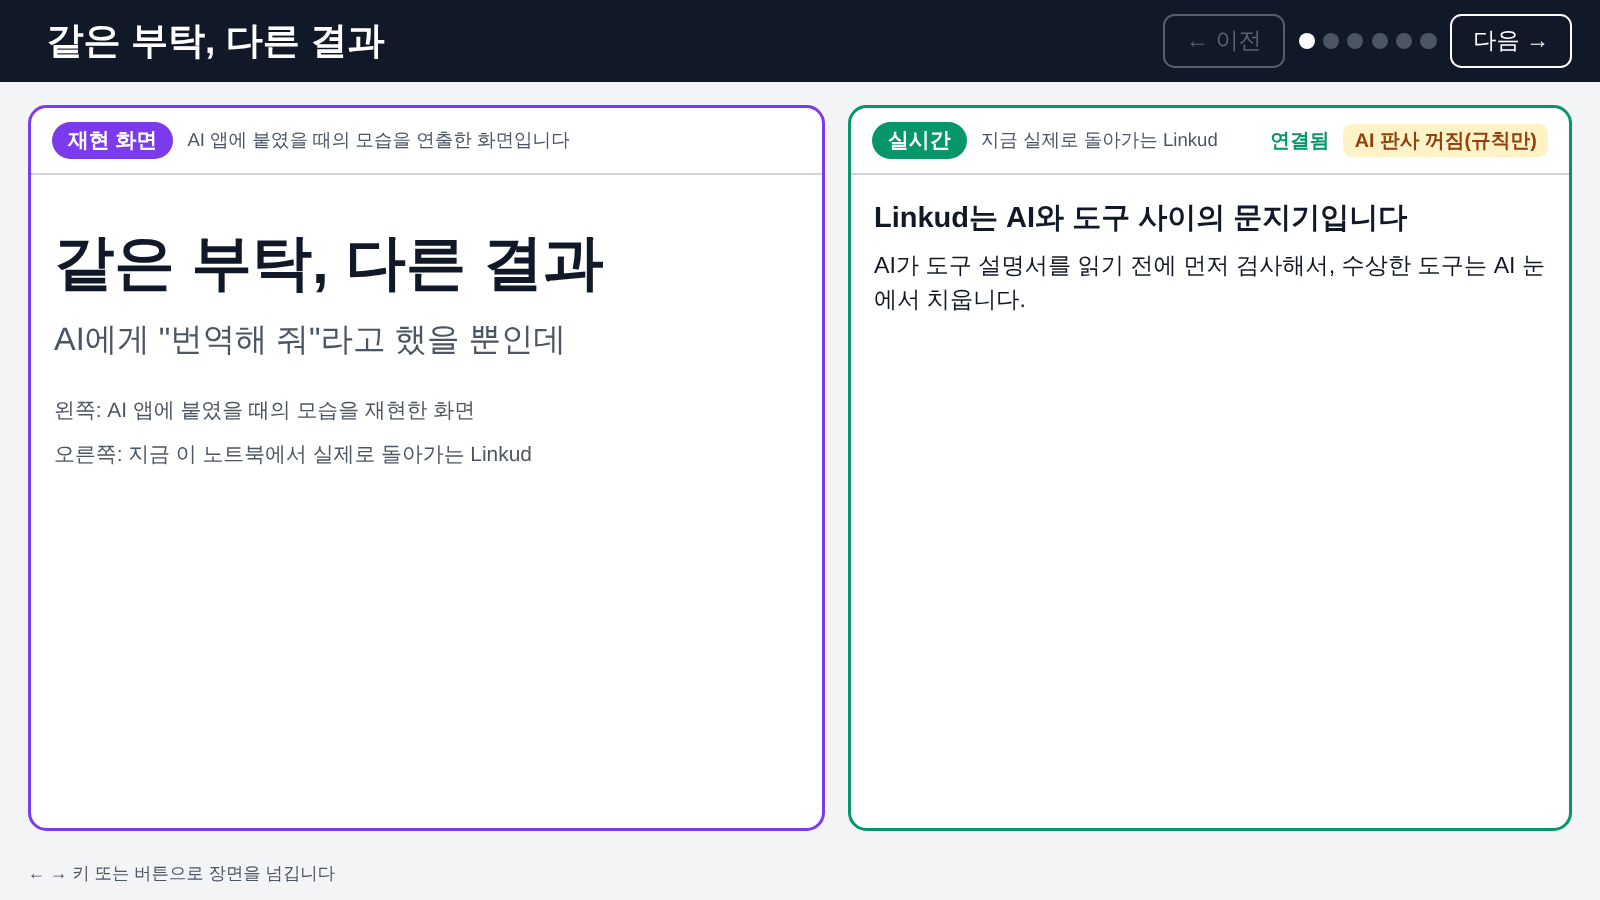 같은 부탁, 다른 결과
← 이전
다음 →
재현 화면
AI 앱에 붙였을 때의 모습을 연출한 화면입니다
같은 부탁, 다른 결과
AI에게 "번역해 줘"라고 했을 뿐인데
왼쪽: AI 앱에 붙였을 때의 모습을 재현한 화면
오른쪽: 지금 이 노트북에서 실제로 돌아가는 Linkud
실시간
지금 실제로 돌아가는 Linkud
연결됨
AI 판사 꺼짐(규칙만)
Linkud는 AI와 도구 사이의 문지기입니다
AI가 도구 설명서를 읽기 전에 먼저 검사해서, 수상한 도구는 AI 눈
에서 치웁니다.
← → 키 또는 버튼으로 장면을 넘깁니다